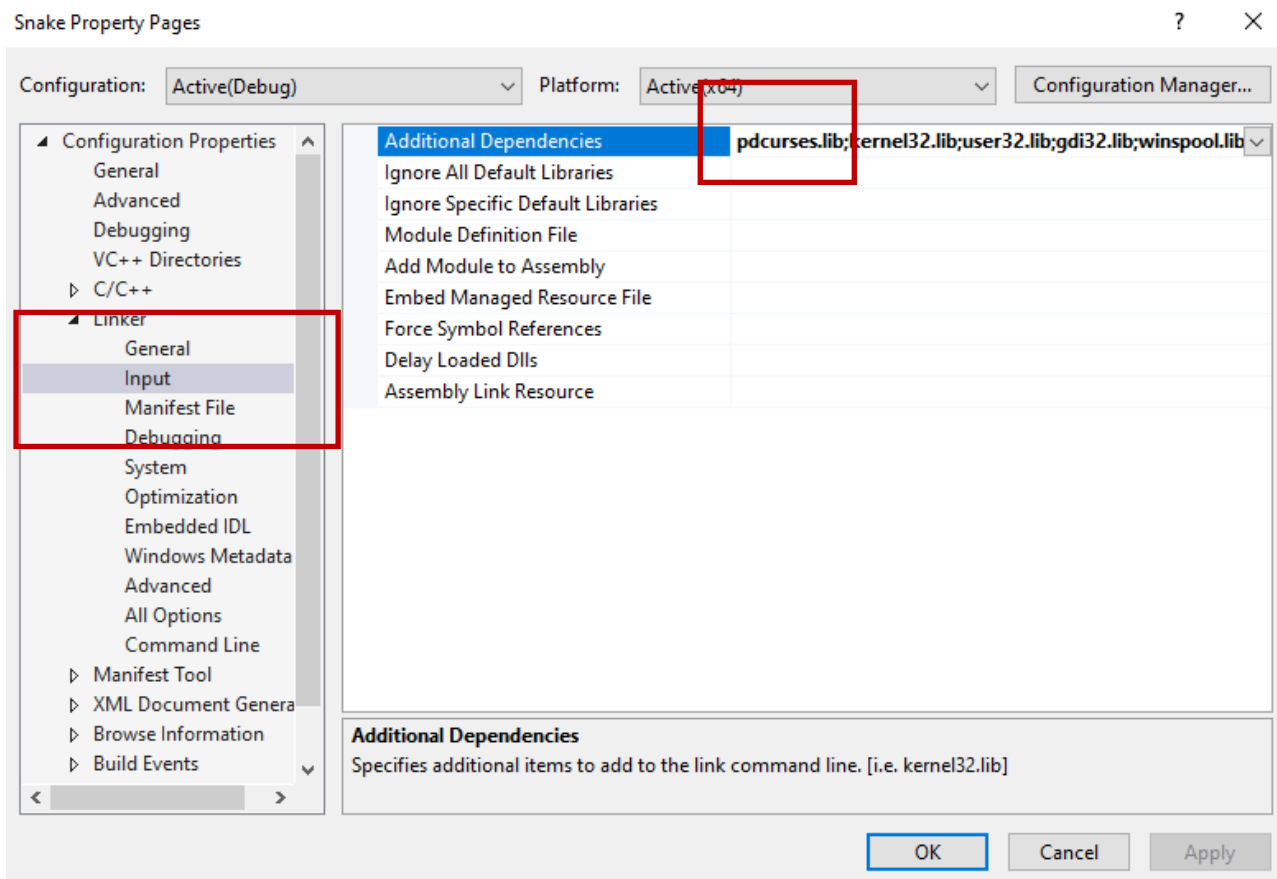 Snake Property Pages
?
Configuration: Active(Debug) Platform: Active(x64) Configuration Manager...
Configuration Properties
General
Advanced
Debugging
VC++ Directories
C/C++
Linker
General
Input
Manifest File
Debugging
System
Optimization
Embedded IDL
Windows Metadata
Advanced
All Options
Command Line
Manifest Tool
XML Document Genera
Browse Information
Build Events
Additional Dependencies pdcurses.lib;kernel32.lib;user32.lib;gdi32.lib;winspool.lib
Ignore All Default Libraries
Ignore Specific Default Libraries
Module Definition File
Add Module to Assembly
Embed Managed Resource File
Force Symbol References
Delay Loaded Dlls
Assembly Link Resource
Additional Dependencies
Specifies additional items to add to the link command line. [i.e. kernel32.lib]
OK Cancel Apply